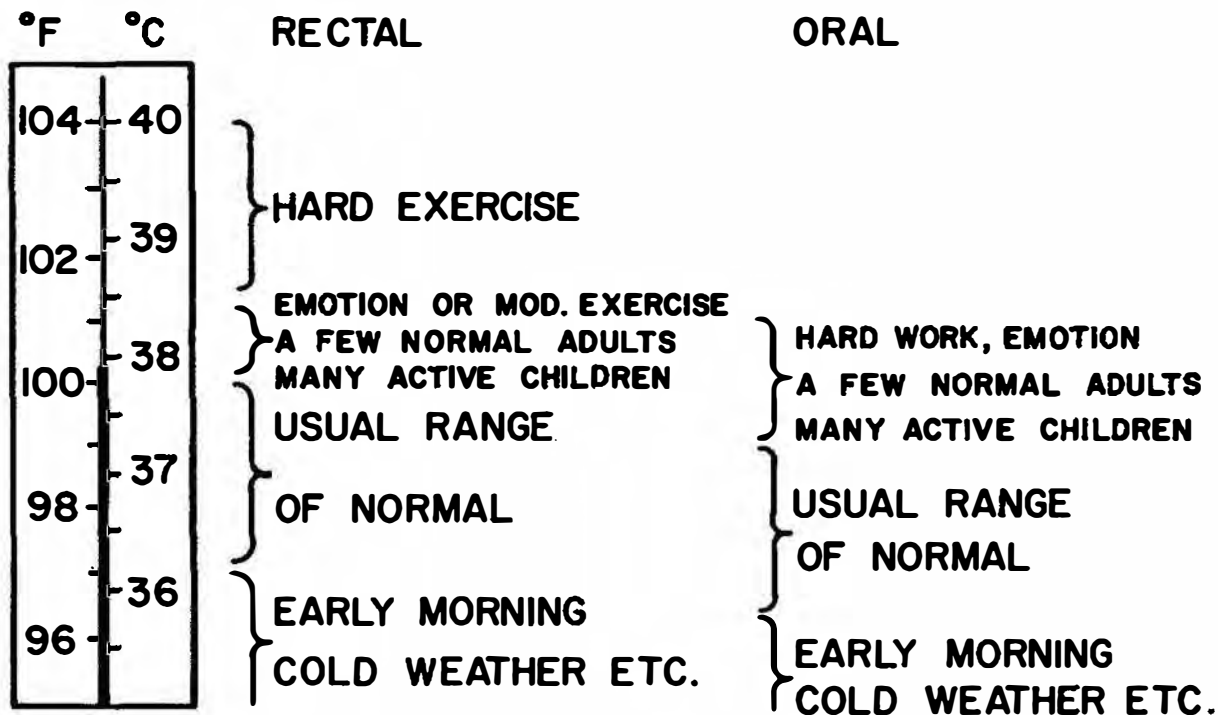 °F °C RECTAL ORAL
104 40
HARD EXERCISE
39
102
EMOTION OR MOD. EXERCISE
A FEW NORMAL ADULTS
MANY ACTIVE CHILDREN
HARD WORK, EMOTION
A FEW NORMAL ADULTS
MANY ACTIVE CHILDREN
38
100
USUAL RANGE
OF NORMAL
37
98
USUAL RANGE
OF NORMAL
36
96
EARLY MORNING
COLD WEATHER ETC.
EARLY MORNING
COLD WEATHER ETC.